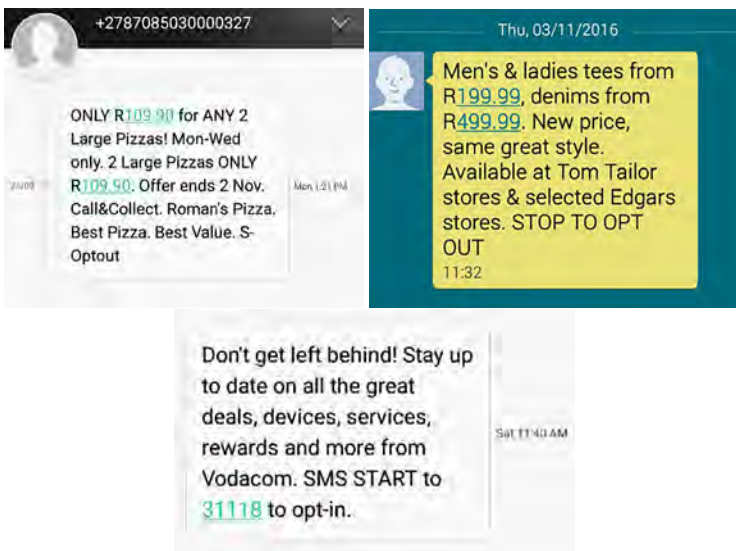 +2787085030000327
ONLY R109.90 for ANY 2
Large Pizzas! Mon-Wed
only. 2 Large Pizzas ONLY
R109.90. Offer ends 2 Nov.
Call&Collect. Roman's Pizza.
Best Pizza. Best Value. S-
Optout
Mon 1:21 PM
Thu, 03/11/2016
Men's & ladies tees from
R199.99, denims from
R499.99. New price,
same great style.
Available at Tom Tailor
stores & selected Edgars
stores. STOP TO OPT
OUT
11:32
Don't get left behind! Stay up
to date on all the great
deals, devices, services,
rewards and more from
Vodacom. SMS START to
31118 to opt-in.
Sat 11:40 AM